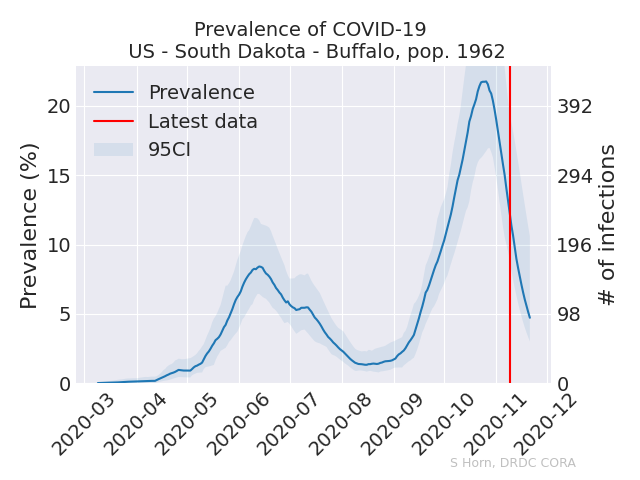 Prevalence of COVID-19
US - South Dakota - Buffalo, pop. 1962
Prevalence
Latest data
95CI
Prevalence (%)
20
15
10
5
0
392
294
196
98
0
# of infections
2020-03
2020-04
2020-05
2020-06
2020-07
2020-08
2020-09
2020-10
2020-11
2020-12
S Horn, DRDC CORA